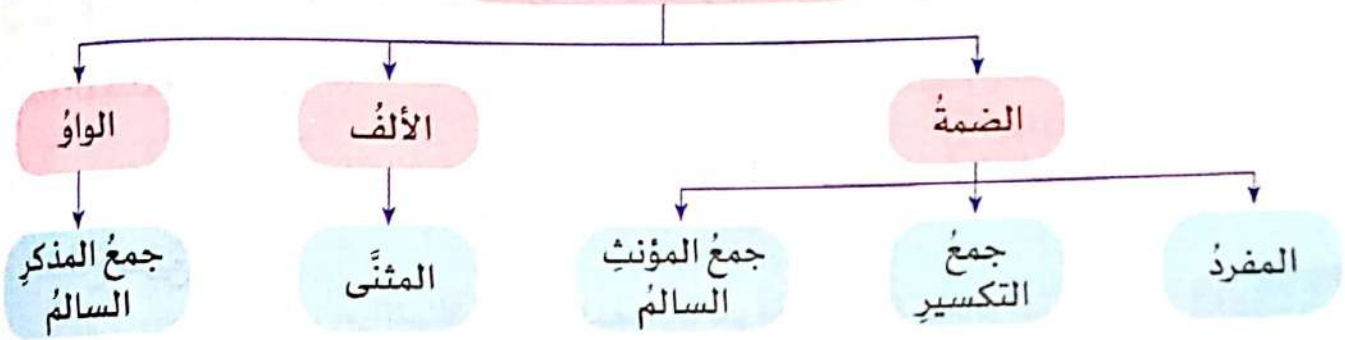 الضمةُ
الألفُ
الواوُ
المفردُ
جمعُ
التكسيرِ
جمعُ المؤنثِ
السالمُ
المثنَّى
جمعُ المذكرِ
السالمُ